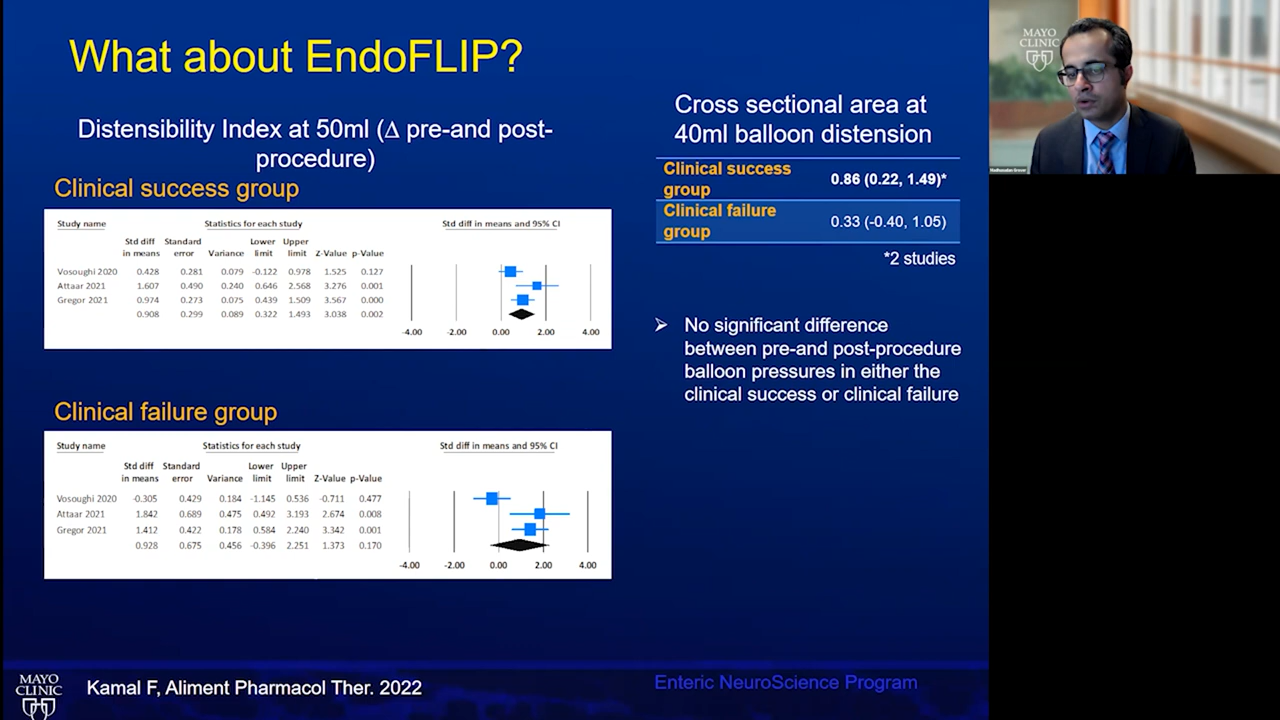 What about EndoFLIP?
Distensibility Index at 50ml (Δ pre-and post-
procedure)
Clinical success group
Study name Statistics for each study Std diff in means and 95% CI
Std diff Standard Lower Upper
in means error Variance limit limit Z-Value p-Value
Vosoughi 2020 0.428 0.281 0.079 -0.122 0.978 1.525 0.127
Attaar 2021 1.607 0.490 0.240 0.646 2.568 3.276 0.001
Gregor 2021 0.974 0.273 0.075 0.439 1.509 3.567 0.000
0.908 0.299 0.089 0.322 1.493 3.038 0.002
-4.00 -2.00 0.00 2.00 4.00
Clinical failure group
Study name Statistics for each study Std diff in means and 95% CI
Std diff Standard Lower Upper
in means error Variance limit limit Z-Value p-Value
Vosoughi 2020 -0.305 0.429 0.184 -1.145 0.536 -0.711 0.477
Attaar 2021 1.842 0.689 0.475 0.492 3.193 2.674 0.008
Gregor 2021 1.412 0.422 0.178 0.584 2.240 3.342 0.001
0.928 0.675 0.456 -0.396 2.251 1.373 0.170
-4.00 -2.00 0.00 2.00 4.00
Cross sectional area at
40ml balloon distension
Clinical success
group 0.86 (0.22, 1.49)*
Clinical failure
group 0.33 (-0.40, 1.05)
*2 studies
➢ No significant difference
between pre-and post-procedure
balloon pressures in either the
clinical success or clinical failure
MAYO
CLINIC
Kamal F, Aliment Pharmacol Ther. 2022
Enteric NeuroScience Program
MAYO
CLINIC